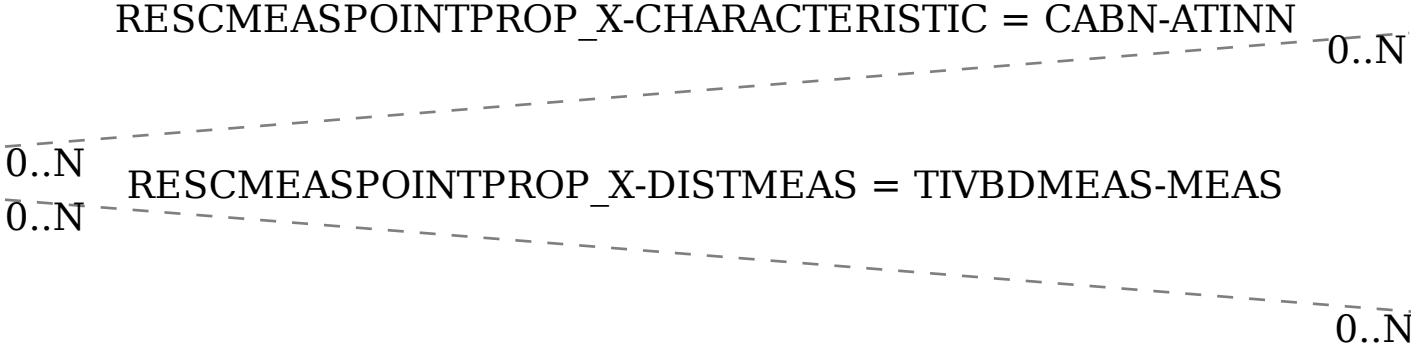 RESCMEASPOINTPROP_X-CHARACTERISTIC = CABN-ATINN
0..N
0..N
RESCMEASPOINTPROP_X-DISTMEAS = TIVBDMEAS-MEAS
0..N
0..N